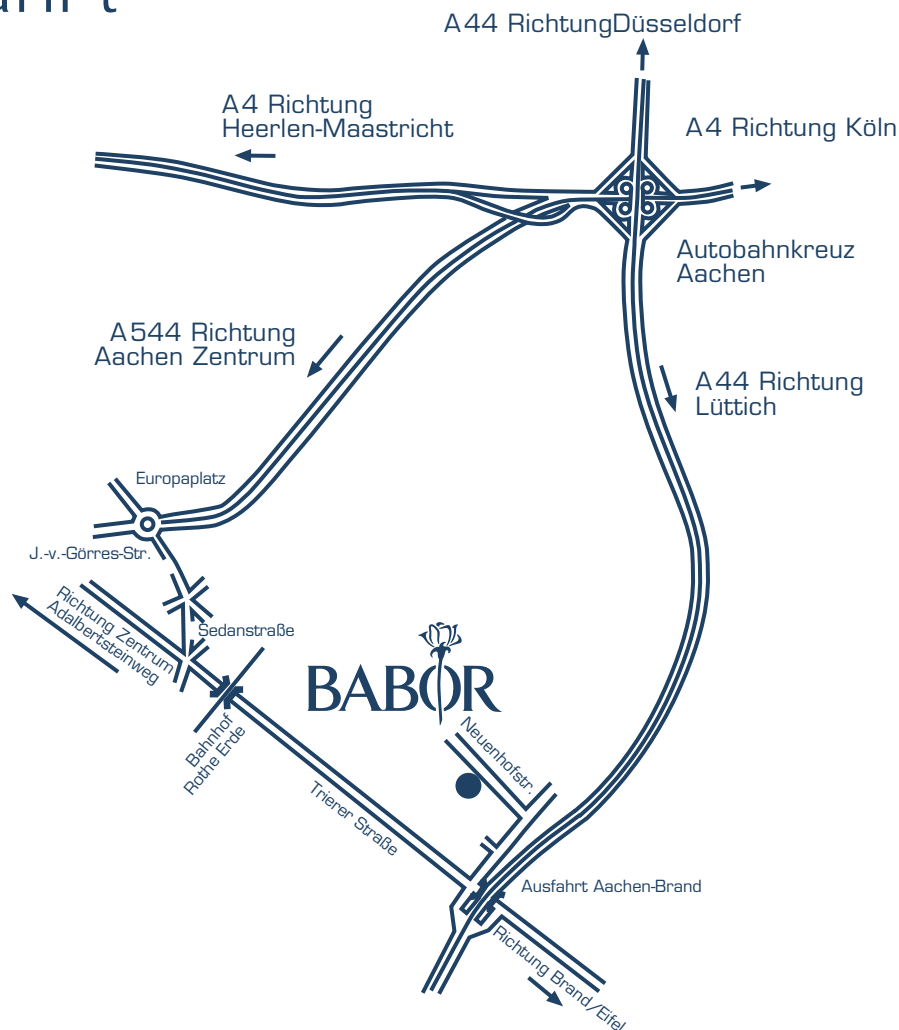 A44 RichtungDüsseldorf
A4 Richtung
Heerlen-Maastricht
A4 Richtung Köln
Autobahnkreuz
Aachen
A544 Richtung
Aachen Zentrum
A44 Richtung
Lüttich
Europaplatz
J.-v.-Görres-Str.
Richtung Zentrum
Adalbertsteinweg
Sedanstraße
BABOR
Bahnhof
Rothe Erde
Neuenhofstr.
Trierer Straße
Ausfahrt Aachen-Brand
Richtung Brand/Eifel